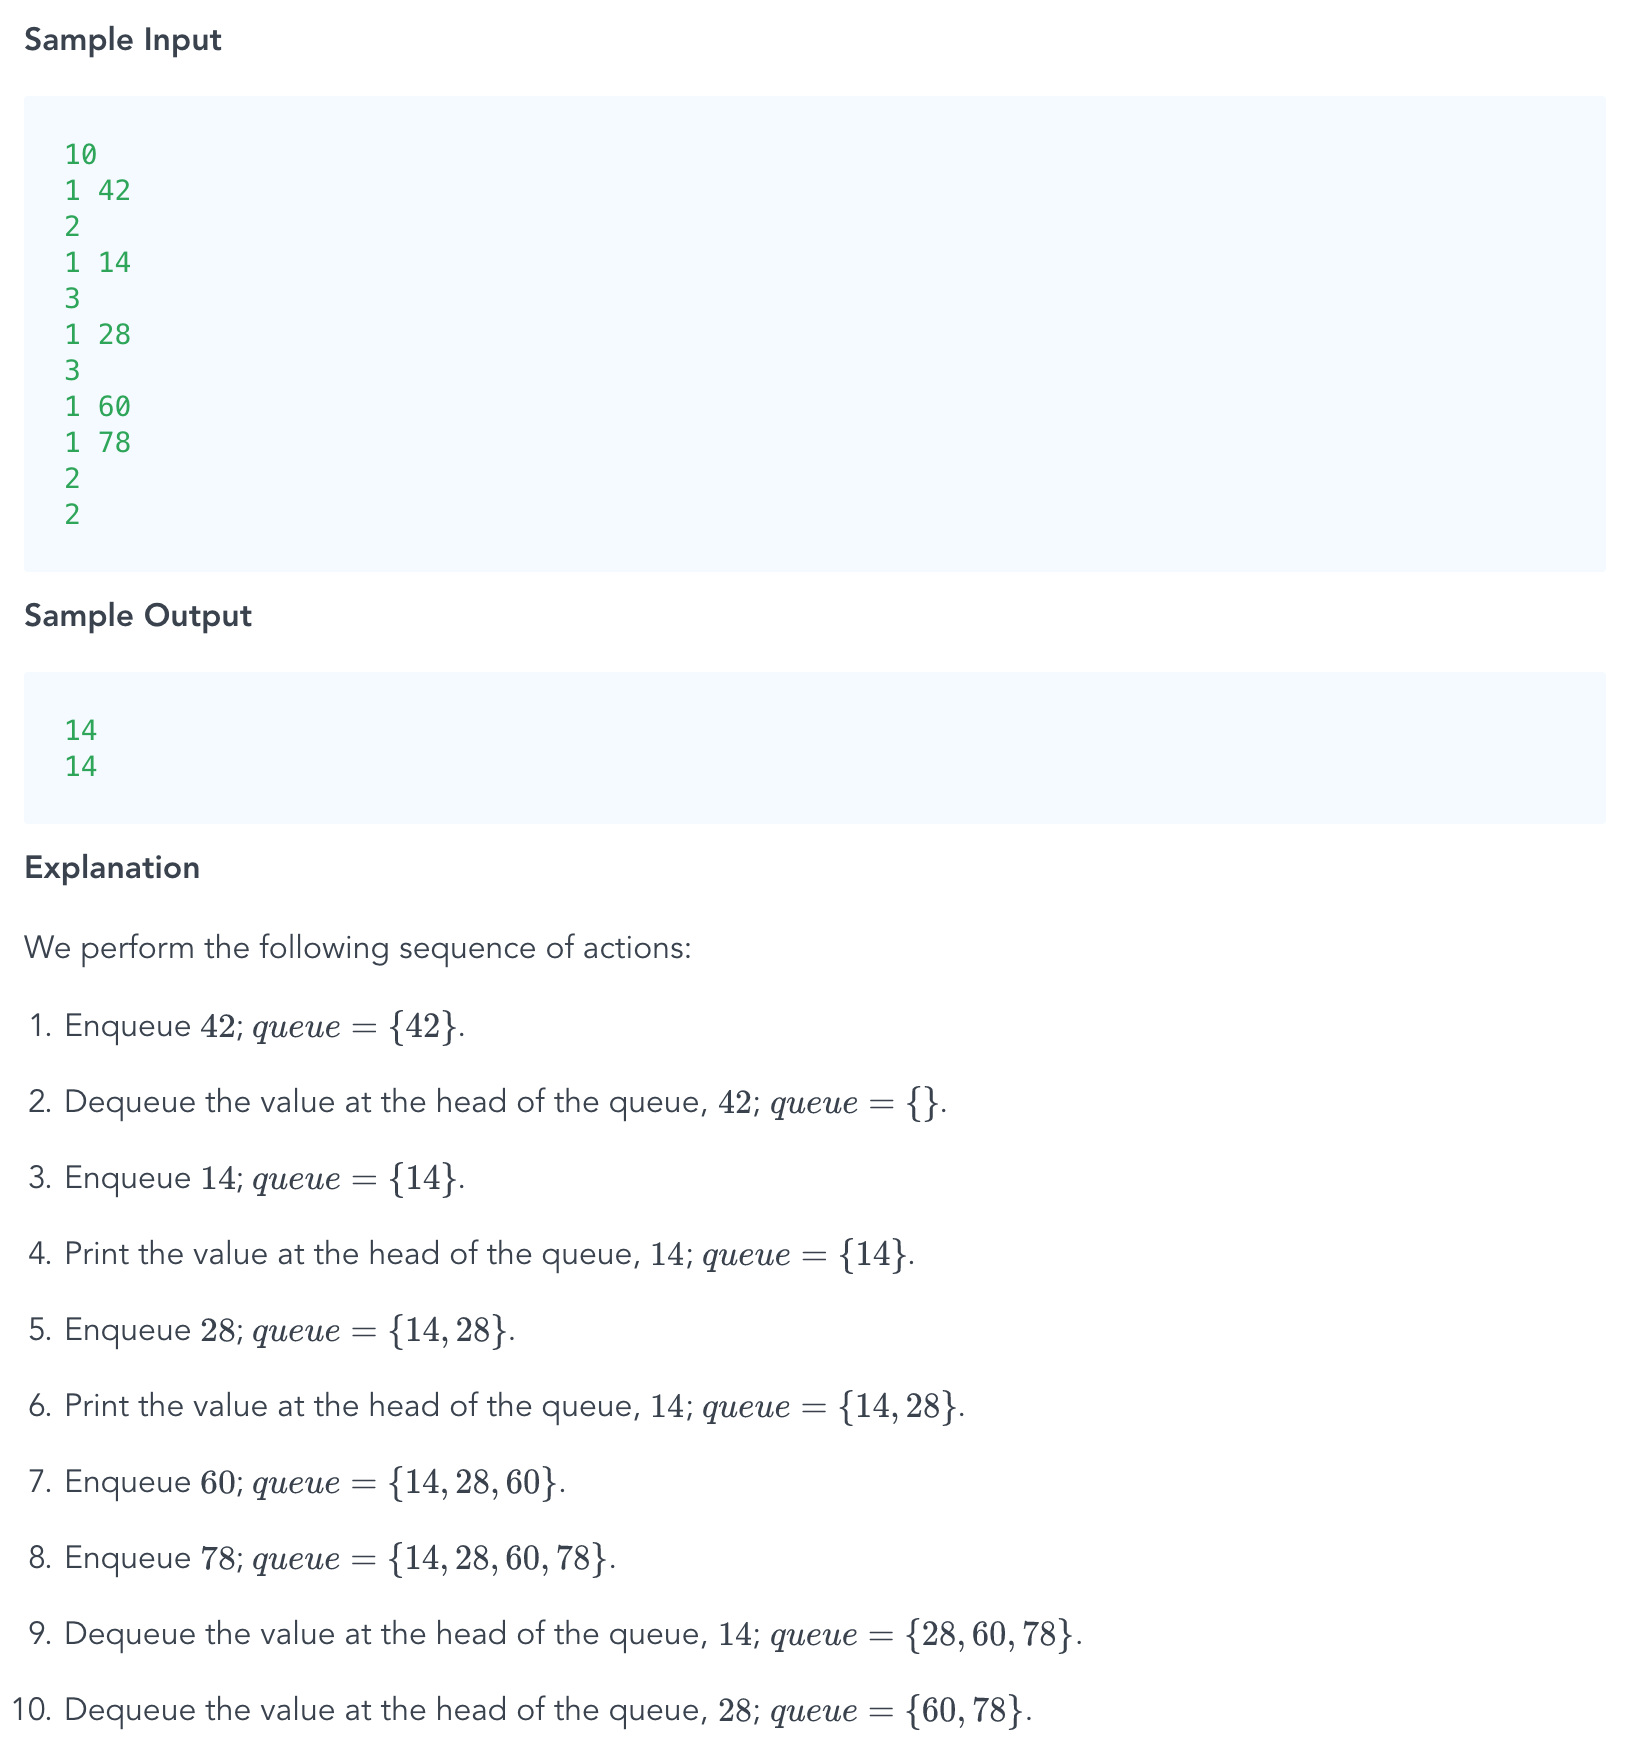 Sample Input
10
1 42
2
1 14
3
1 28
3
1 60
1 78
2
2
Sample Output
14
14
Explanation
We perform the following sequence of actions:
1. Enqueue 42; queue = {42}.
2. Dequeue the value at the head of the queue, 42; queue = {}.
3. Enqueue 14; queue = {14}.
4. Print the value at the head of the queue, 14; queue = {14}.
5. Enqueue 28; queue = {14, 28}.
6. Print the value at the head of the queue, 14; queue = {14, 28}.
7. Enqueue 60; queue = {14, 28, 60}.
8. Enqueue 78; queue = {14, 28, 60, 78}.
9. Dequeue the value at the head of the queue, 14; queue = {28, 60, 78}.
10. Dequeue the value at the head of the queue, 28; queue = {60, 78}.